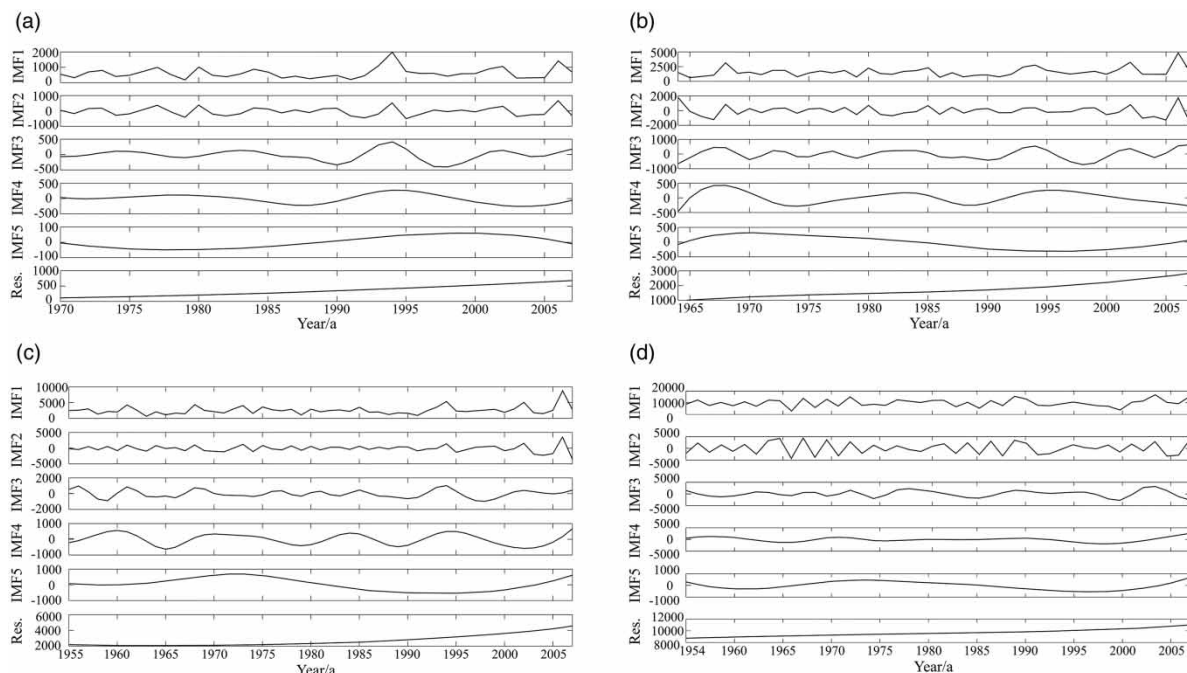 (a)
2000
1000
0
IMF1
1000
0
-1000
IMF2
500
0
-500
IMF3
500
0
-500
IMF4
100
0
-100
IMF5
1000
500
0
Res.
1970 1975 1980 1985 1990 1995 2000 2005
Year/a
(b)
5000
2500
0
IMF1
2000
0
-2000
IMF2
1000
0
-1000
IMF3
500
0
-500
IMF4
500
0
-500
IMF5
3000
2000
1000
Res.
1965 1970 1975 1980 1985 1990 1995 2000 2005
Year/a
(c)
10000
5000
0
IMF1
5000
0
-5000
IMF2
2000
0
-2000
IMF3
1000
0
-1000
IMF4
1000
0
-1000
IMF5
6000
4000
2000
Res.
1955 1960 1965 1970 1975 1980 1985 1990 1995 2000 2005
Year/a
(d)
20000
10000
0
IMF1
5000
0
-5000
IMF2
5000
0
-5000
IMF3
5000
0
-5000
IMF4
1000
0
-1000
IMF5
12000
10000
8000
Res.
1954 1960 1965 1970 1975 1980 1985 1990 1995 2000 2005
Year/a